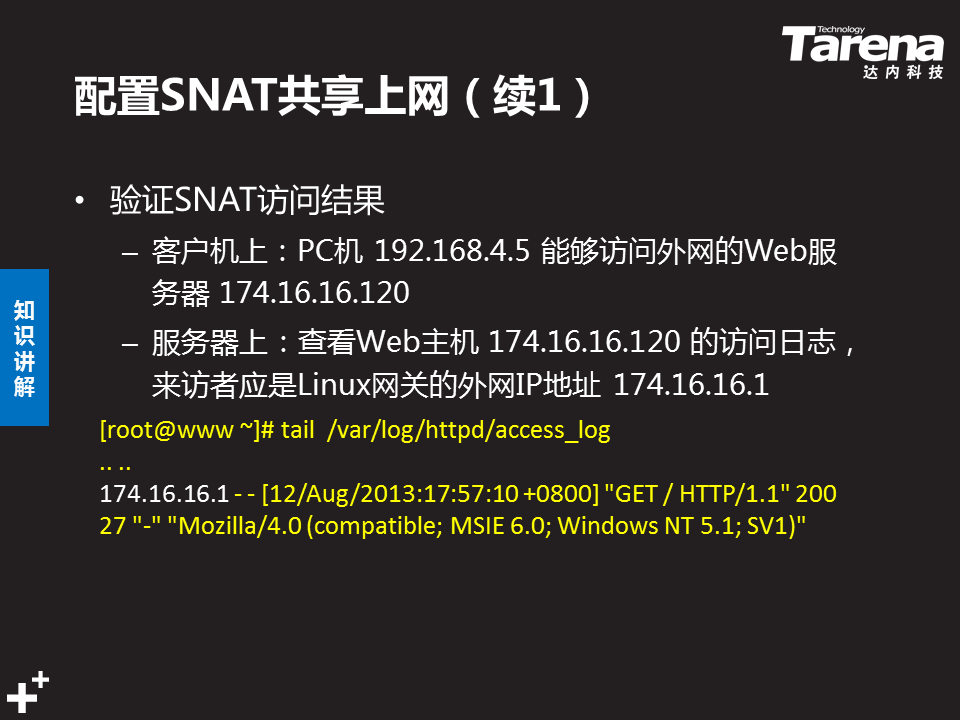 Technology
Tarena
达内科技
配置SNAT共享上网（续1）
• 验证SNAT访问结果
– 客户机上：PC机 192.168.4.5 能够访问外网的Web服
务器 174.16.16.120
– 服务器上：查看Web主机 174.16.16.120 的访问日志，
来访者应是Linux网关的外网IP地址 174.16.16.1
知
识
讲
解
[root@www ~]# tail /var/log/httpd/access_log
.. ..
174.16.16.1 - - [12/Aug/2013:17:57:10 +0800] "GET / HTTP/1.1" 200
27 "-" "Mozilla/4.0 (compatible; MSIE 6.0; Windows NT 5.1; SV1)"